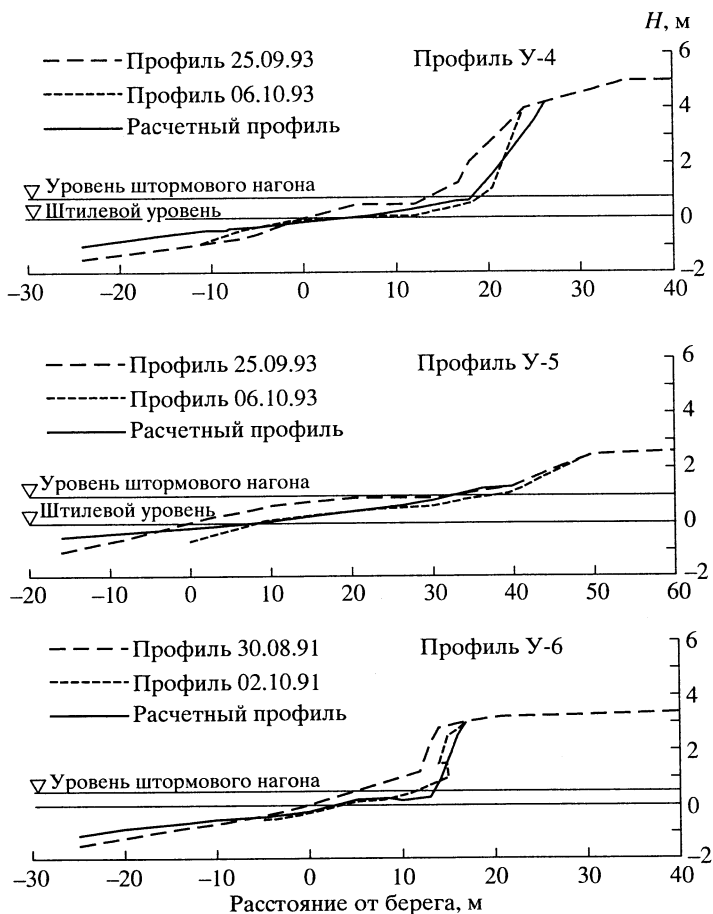 H, м
Профиль 25.09.93
Профиль У-4
Профиль 06.10.93
Расчетный профиль
Уровень штормового нагона
Штилевой уровень
6
4
2
0
−2
−30 −20 −10 0 10 20 30 40
Профиль 25.09.93
Профиль У-5
Профиль 06.10.93
Расчетный профиль
Уровень штормового нагона
Штилевой уровень
6
4
2
0
−2
−20 −10 0 10 20 30 40 50 60
Профиль 30.08.91
Профиль У-6
Профиль 02.10.91
Расчетный профиль
Уровень штормового нагона
6
4
2
0
−2
−30 −20 −10 0 10 20 30 40
Расстояние от берега, м